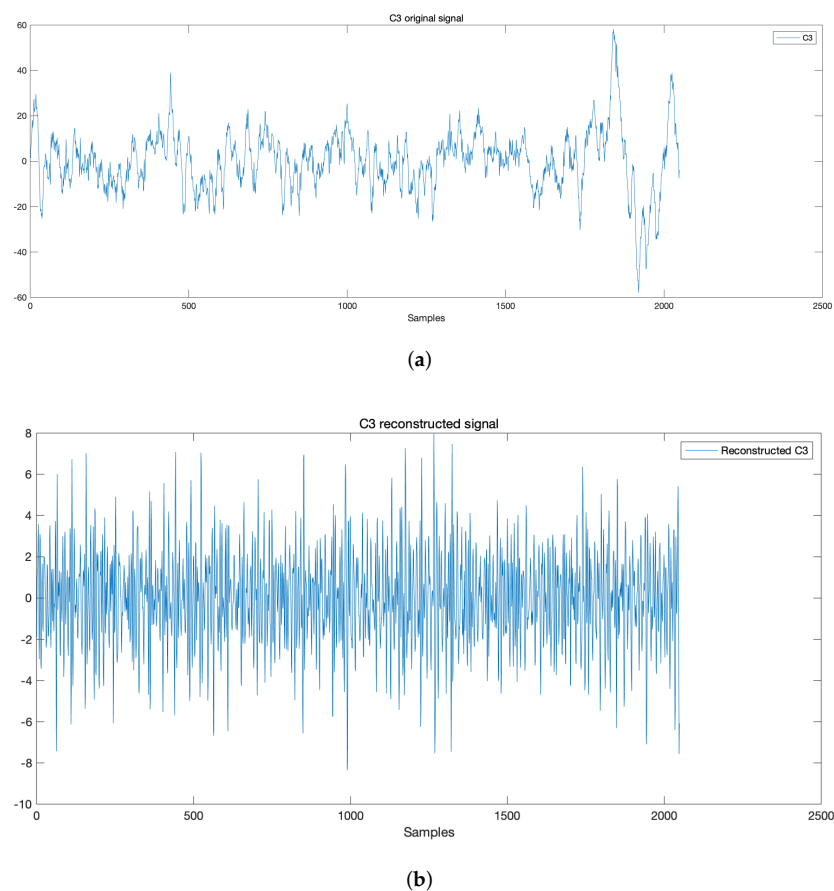 C3 original signal
60
C3
40
20
0
-20
-40
-60
0 500 1000 1500 2000 2500
Samples
(a)
C3 reconstructed signal
8
Reconstructed C3
6
4
2
0
-2
-4
-6
-8
-10
0 500 1000 1500 2000 2500
Samples
(b)